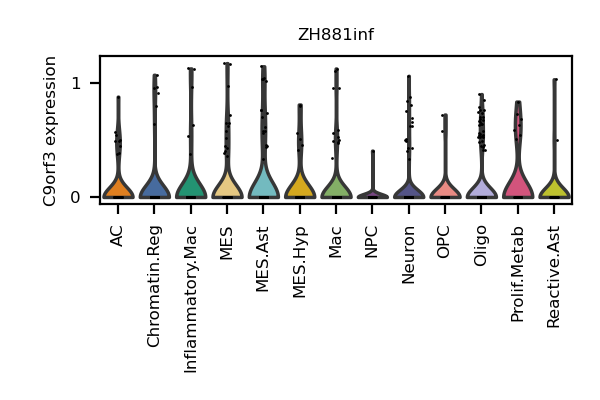 ZH881inf
C9orf3 expression
1
0
AC
Chromatin.Reg
Inflammatory.Mac
MES
MES.Ast
MES.Hyp
Mac
NPC
Neuron
OPC
Oligo
Prolif.Metab
Reactive.Ast